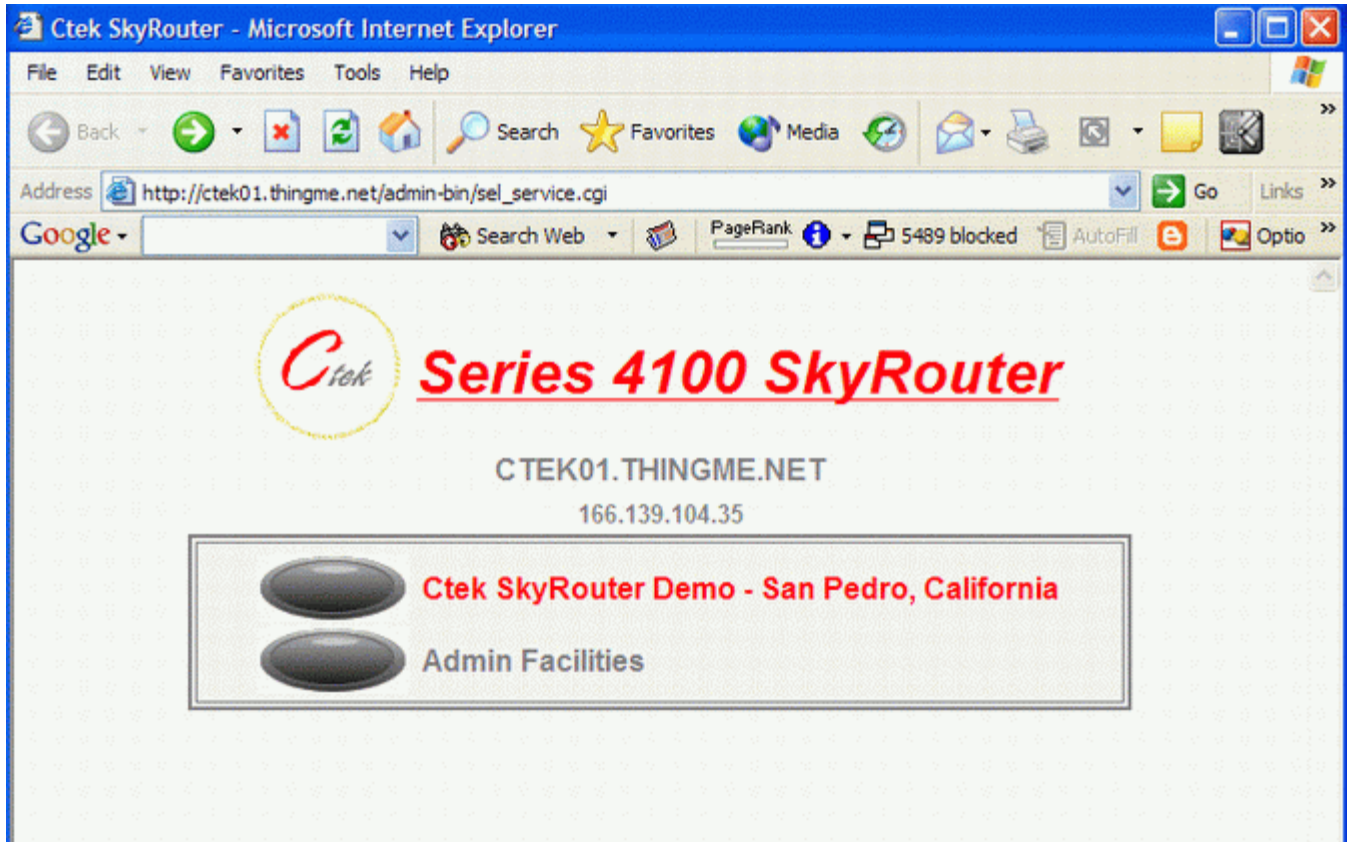 Ctek SkyRouter - Microsoft Internet Explorer
File Edit View Favorites Tools Help
Back Search Favorites Media »
Address http://ctek01.thingme.net/admin-bin/sel_service.cgi Go Links »
Google Search Web PageRank 5489 blocked AutoFill Optio »
Ctek Series 4100 SkyRouter
CTEK01.THINGME.NET
166.139.104.35
Ctek SkyRouter Demo - San Pedro, California
Admin Facilities